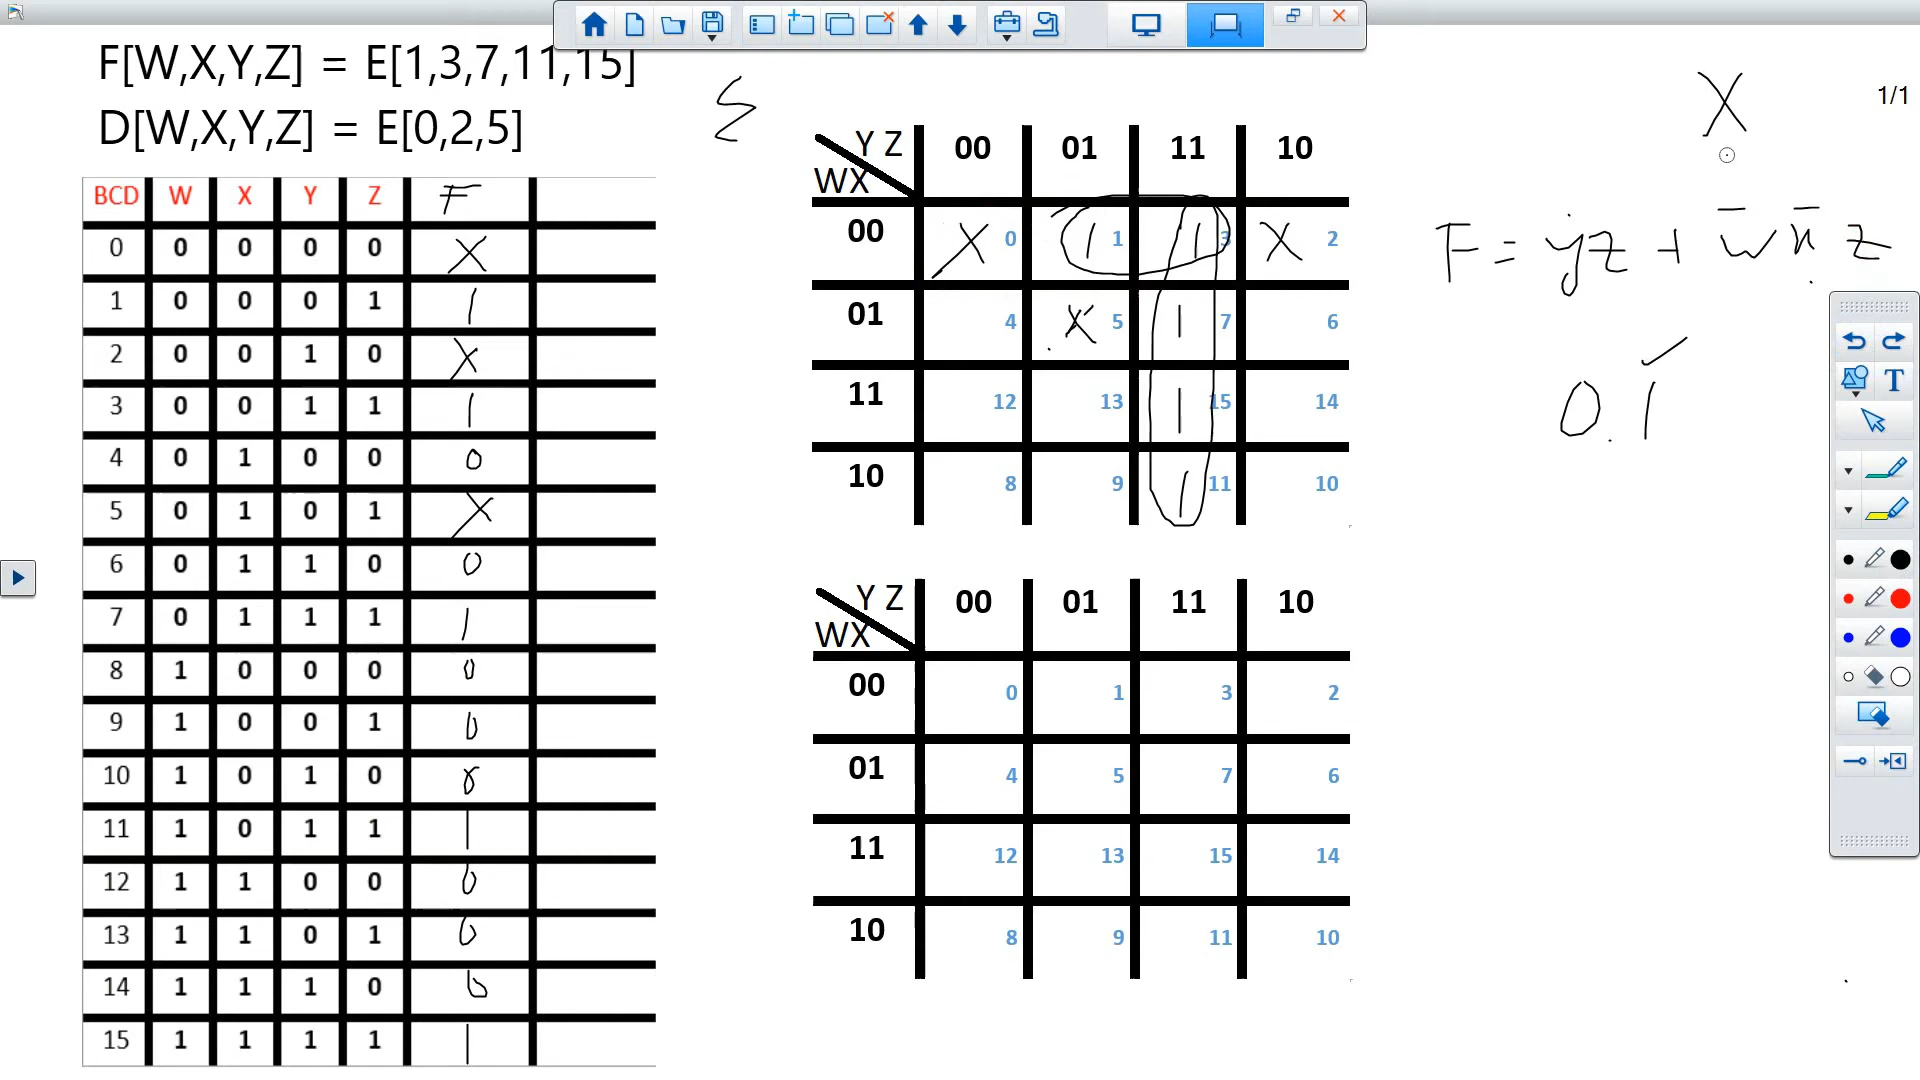 F[W,X,Y,Z] = E[1,3,7,11,15]
D[W,X,Y,Z] = E[0,2,5]
Σ
X
1/1
BCD W X Y Z F
0 0 0 0 0 X
1 0 0 0 1 1
2 0 0 1 0 X
3 0 0 1 1 1
4 0 1 0 0 0
5 0 1 0 1 X
6 0 1 1 0 0
7 0 1 1 1 1
8 1 0 0 0 0
9 1 0 0 1 0
10 1 0 1 0 0
11 1 0 1 1 1
12 1 1 0 0 0
13 1 1 0 1 0
14 1 1 1 0 0
15 1 1 1 1 1
Y Z 00 01 11 10
WX
00 X 0 1 1 1 3 X 2
01 4 X 5 1 7 6
11 12 13 1 15 14
10 8 9 1 11 10
F = yz + w̅ x̅ z
0.1
Y Z 00 01 11 10
WX
00 0 1 3 2
01 4 5 7 6
11 12 13 15 14
10 8 9 11 10
T